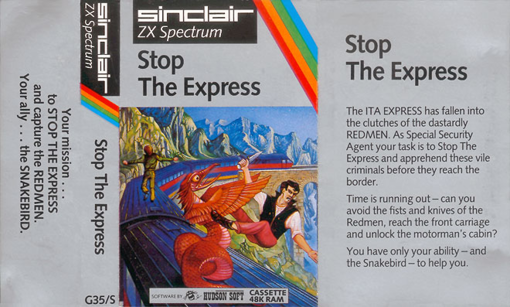 Your mission . . .
to STOP THE EXPRESS
and capture the REDMEN.
Your ally . . . the SNAKEBIRD.
sinclair
ZX Spectrum
Stop The Express
G35/S
sinclair
ZX Spectrum
Stop
The Express
SOFTWARE BY HUDSON SOFT
CASSETTE
48K RAM
Stop
The Express
The ITA EXPRESS has fallen into
the clutches of the dastardly
REDMEN. As Special Security
Agent your task is to Stop The
Express and apprehend these vile
criminals before they reach the
border.
Time is running out – can you
avoid the fists and knives of the
Redmen, reach the front carriage
and unlock the motorman's cabin?
You have only your ability – and
the Snakebird – to help you.